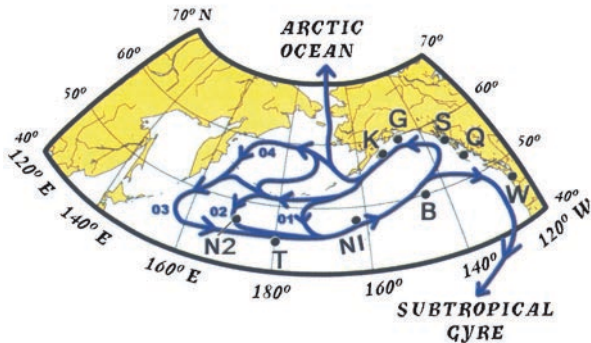 70° N
ARCTIC
OCEAN
70°
60°
60°
50°
50°
40°
40°
120° E
120° W
140° E
140°
160° E
160°
180°
G
S
K
Q
W
B
04
03
02
01
N2
T
N1
SUBTROPICAL
GYRE